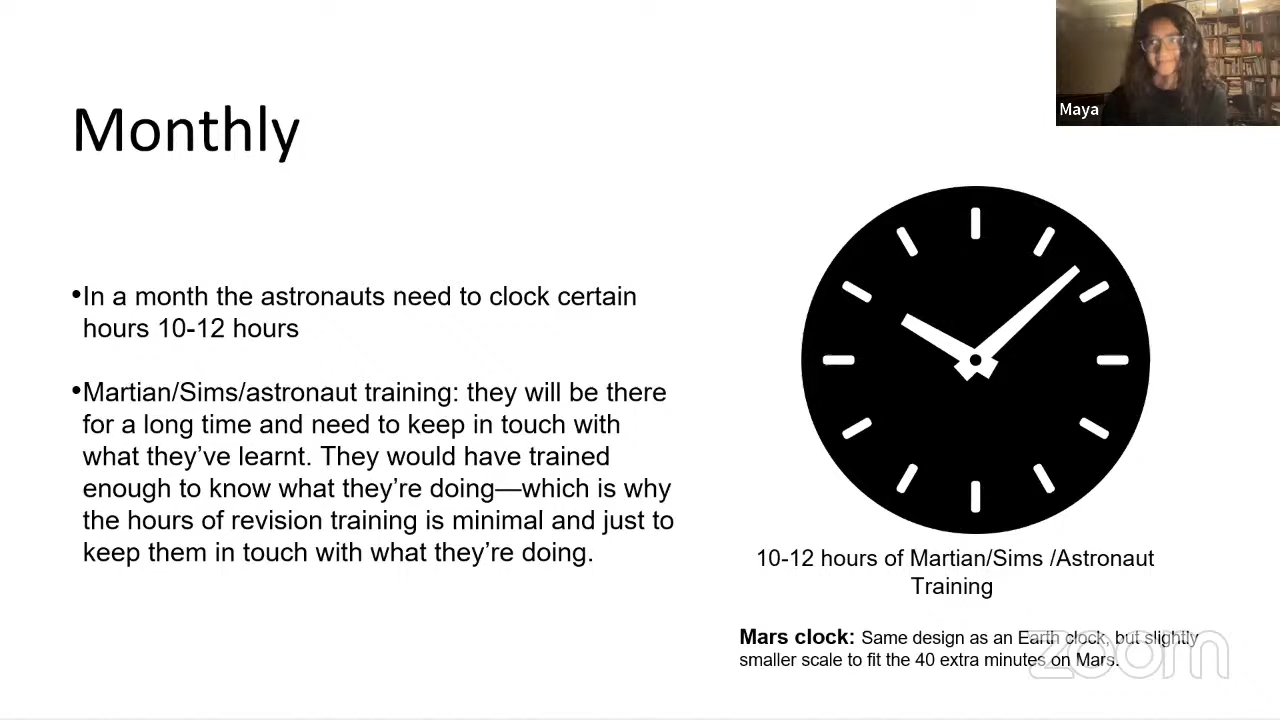 Maya
Monthly
•In a month the astronauts need to clock certain
hours 10-12 hours
•Martian/Sims/astronaut training: they will be there
for a long time and need to keep in touch with
what they’ve learnt. They would have trained
enough to know what they’re doing—which is why
the hours of revision training is minimal and just to
keep them in touch with what they’re doing.
10-12 hours of Martian/Sims /Astronaut
Training
Mars clock: Same design as an Earth clock, but slightly
smaller scale to fit the 40 extra minutes on Mars.
zoom